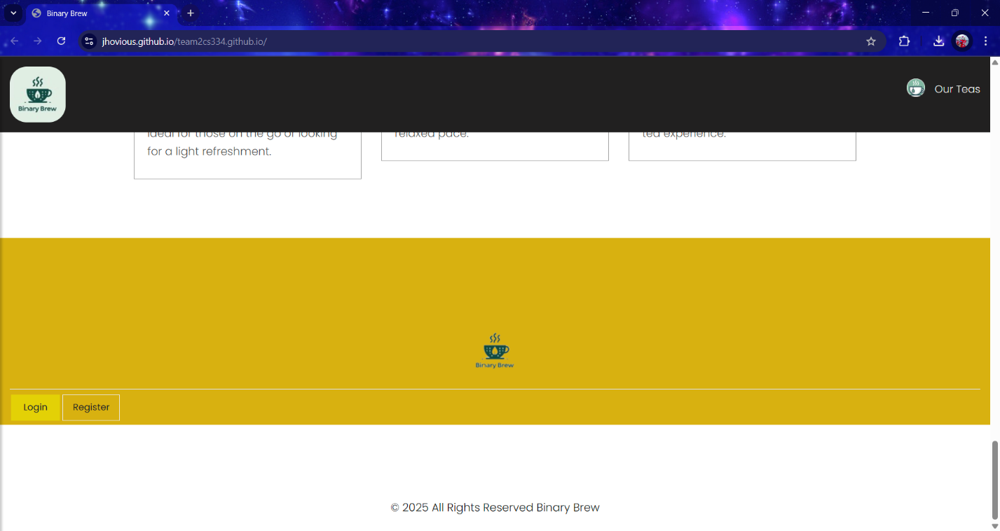 Binary Brew
jhovious.github.io/team2cs334.github.io/
Binary Brew
Our Teas
ideal for those on the go or looking
for a light refreshment.
relaxed pace.
tea experience.
Binary Brew
Login
Register
© 2025 All Rights Reserved Binary Brew